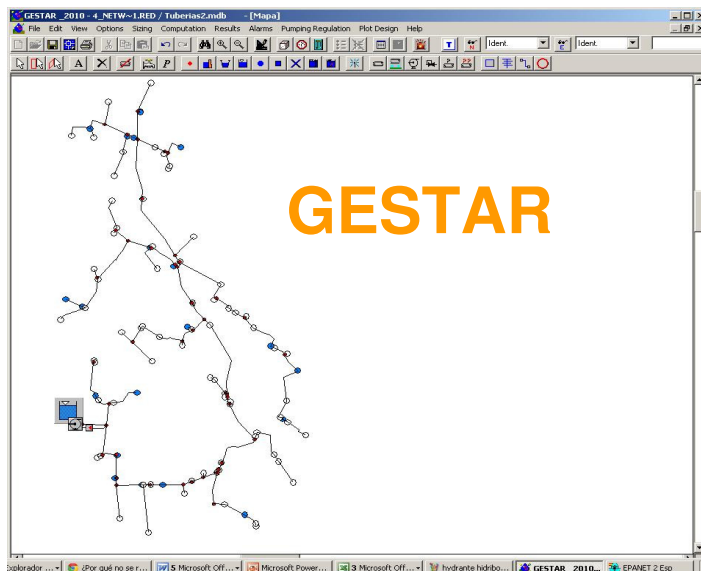 GESTAR _2010 - 4_NETW~1.RED / Tuberias2.mdb - [Mapa]
File Edit View Options Sizing Computation Results Alarms Pumping Regulation Plot Design Help
T N Ident. E Ident.
A P
GESTAR
Explorador ... ¿Por qué no se r... 5 Microsoft Off... Microsoft Power... 3 Microsoft Off... hydrante hidribo... GESTAR _2010... EPANET 2 Esp